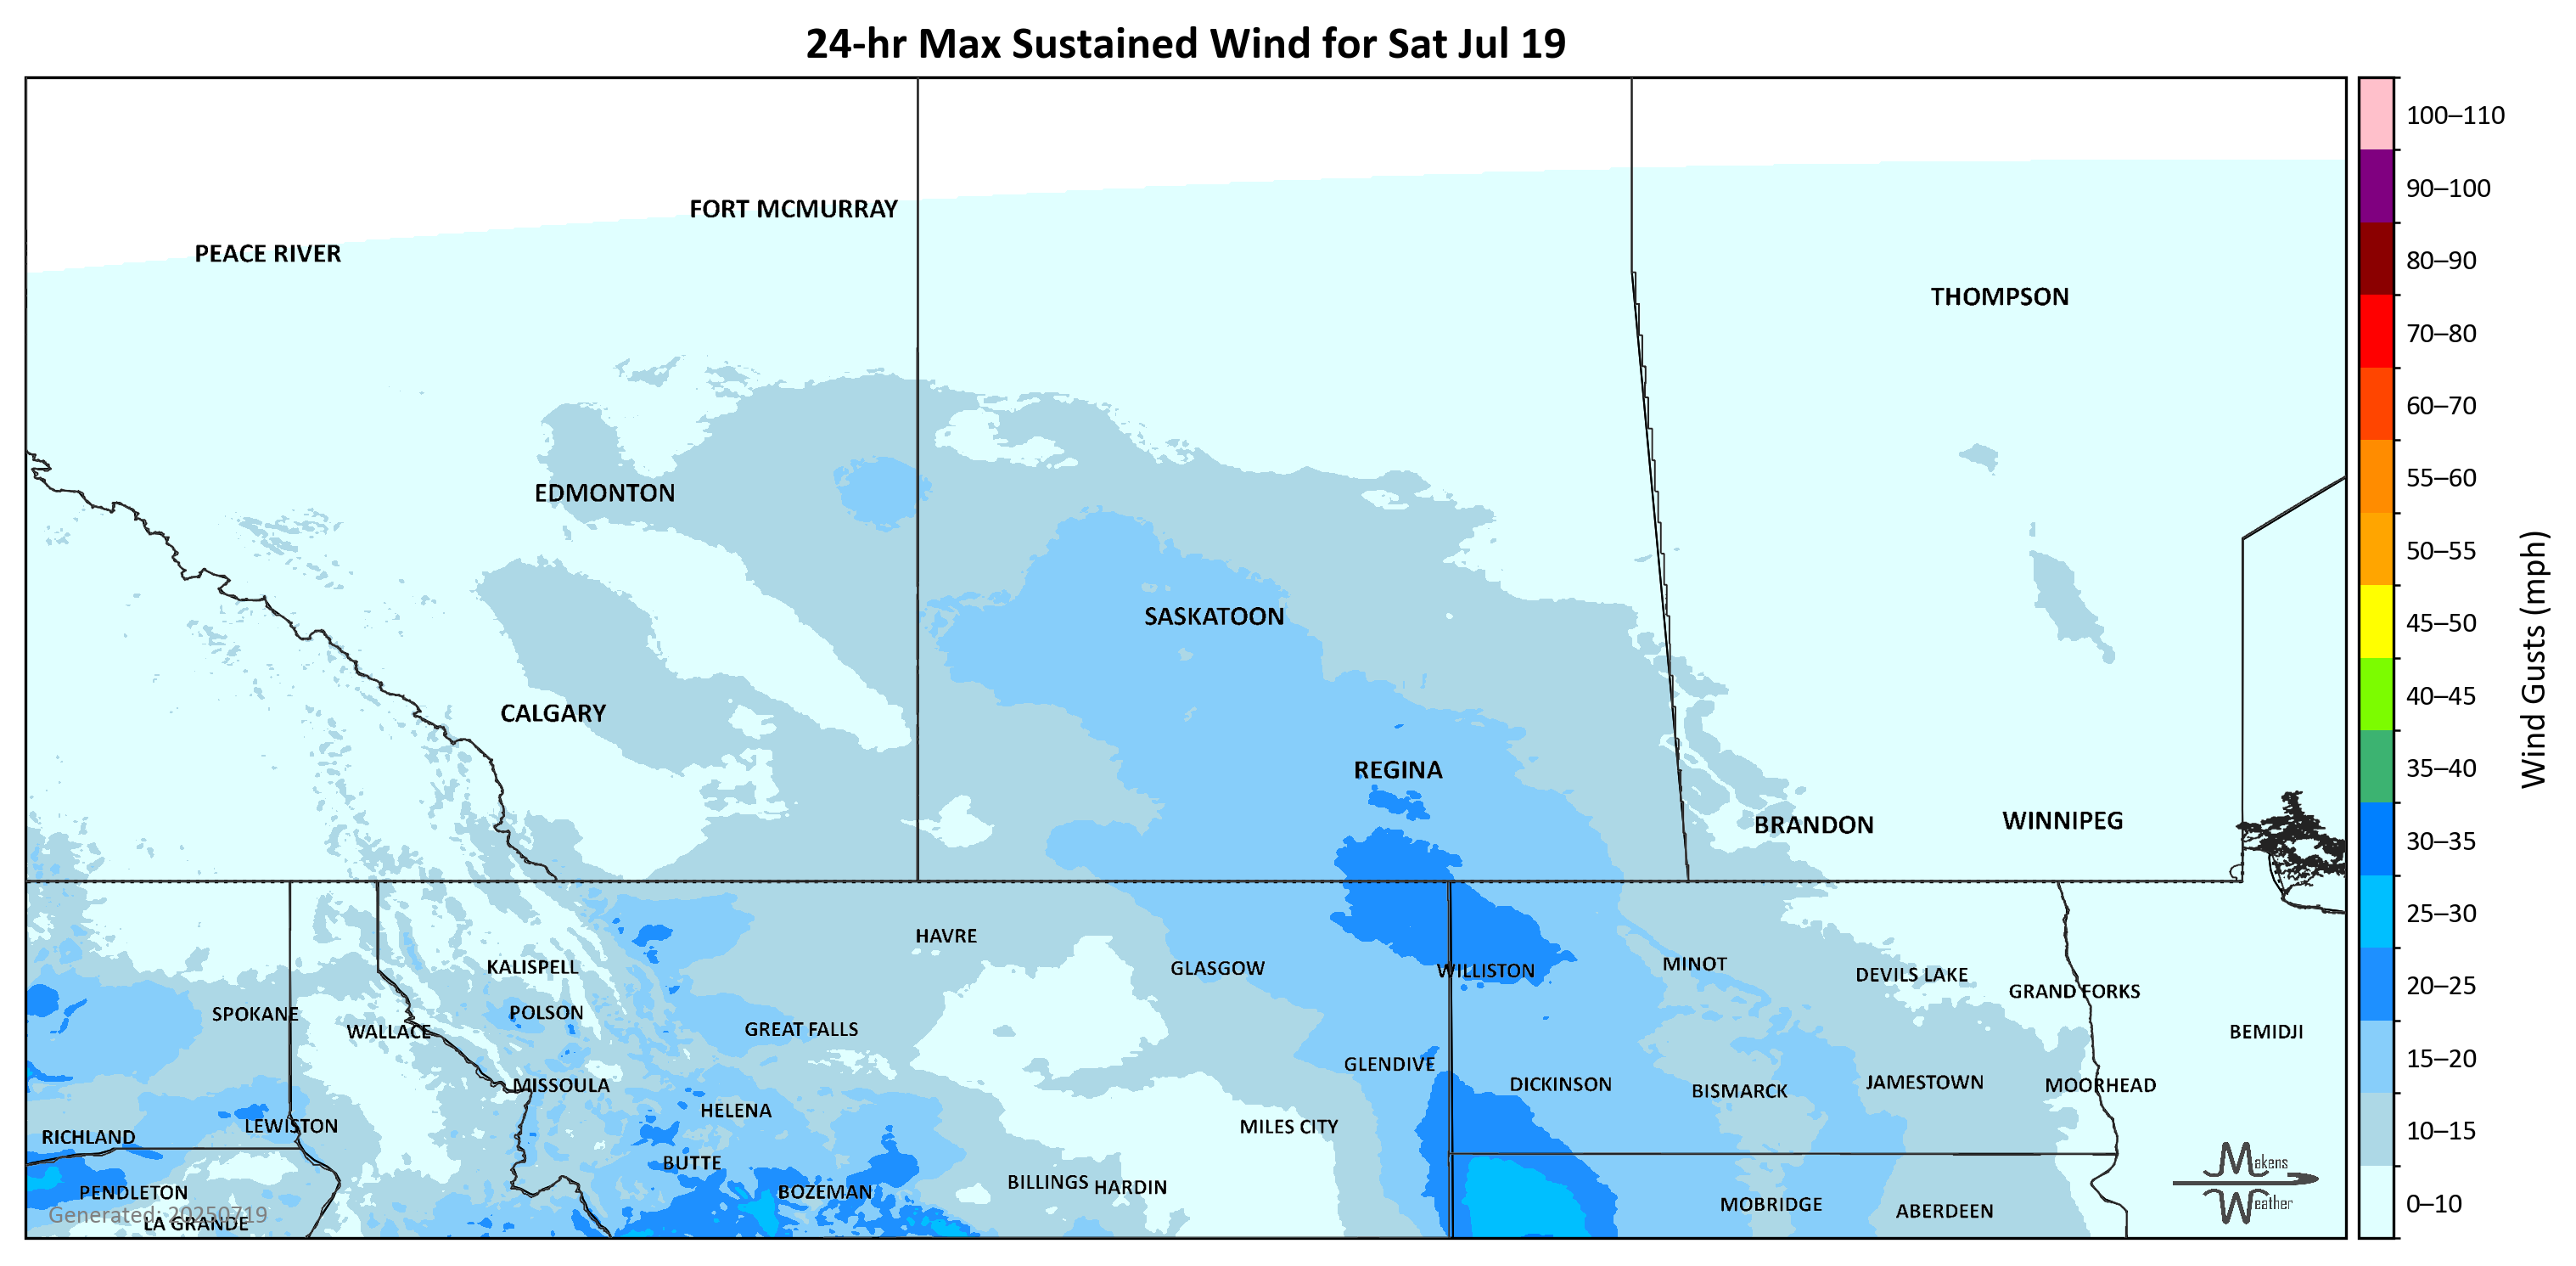 24-hr Max Sustained Wind for Sat Jul 19
100–110
90–100
80–90
70–80
60–70
55–60
50–55
45–50
40–45
35–40
30–35
25–30
20–25
15–20
10–15
0–10
Wind Gusts (mph)
FORT MCMURRAY
PEACE RIVER
THOMPSON
EDMONTON
SASKATOON
CALGARY
REGINA
BRANDON
WINNIPEG
HAVRE
KALISPELL
GLASGOW
WILLISTON
MINOT
DEVILS LAKE
GRAND FORKS
SPOKANE
POLSON
WALLACE
GREAT FALLS
BEMIDJI
GLENDIVE
MISSOULA
DICKINSON
BISMARCK
JAMESTOWN
MOORHEAD
HELENA
LEWISTON
MILES CITY
RICHLAND
BUTTE
PENDLETON
BOZEMAN
BILLINGS
HARDIN
MOBRIDGE
ABERDEEN
LA GRANDE
Generated: 20250719
Makens
Weather